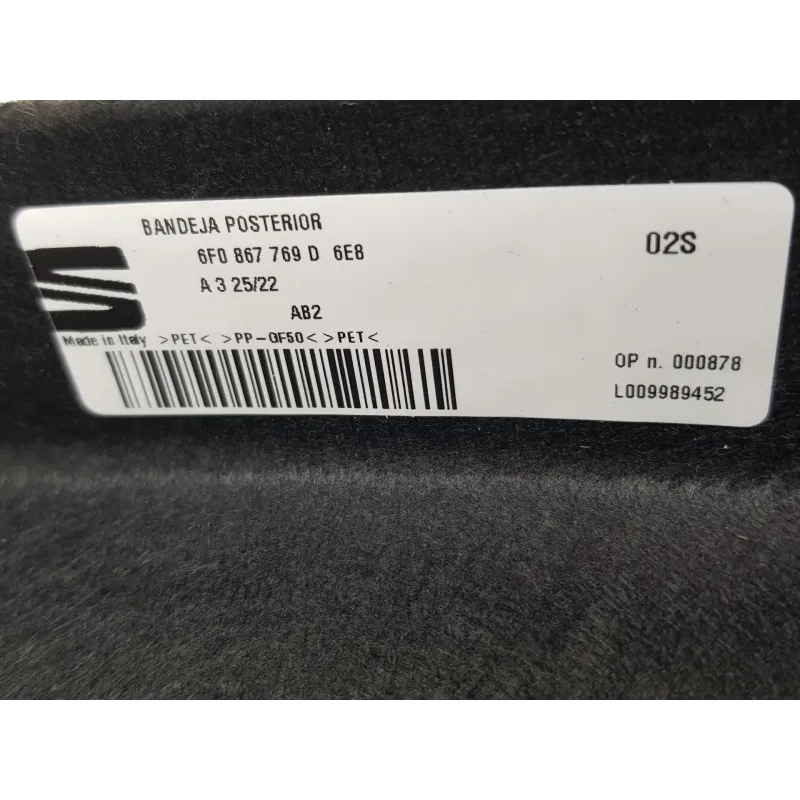 BANDEJA POSTERIOR
6F0 867 769 D 6E8
02S
A 3 25/22
AB2
Made in Italy >PET< >PP-GF50< >PET<
OP n. 000878
L009989452